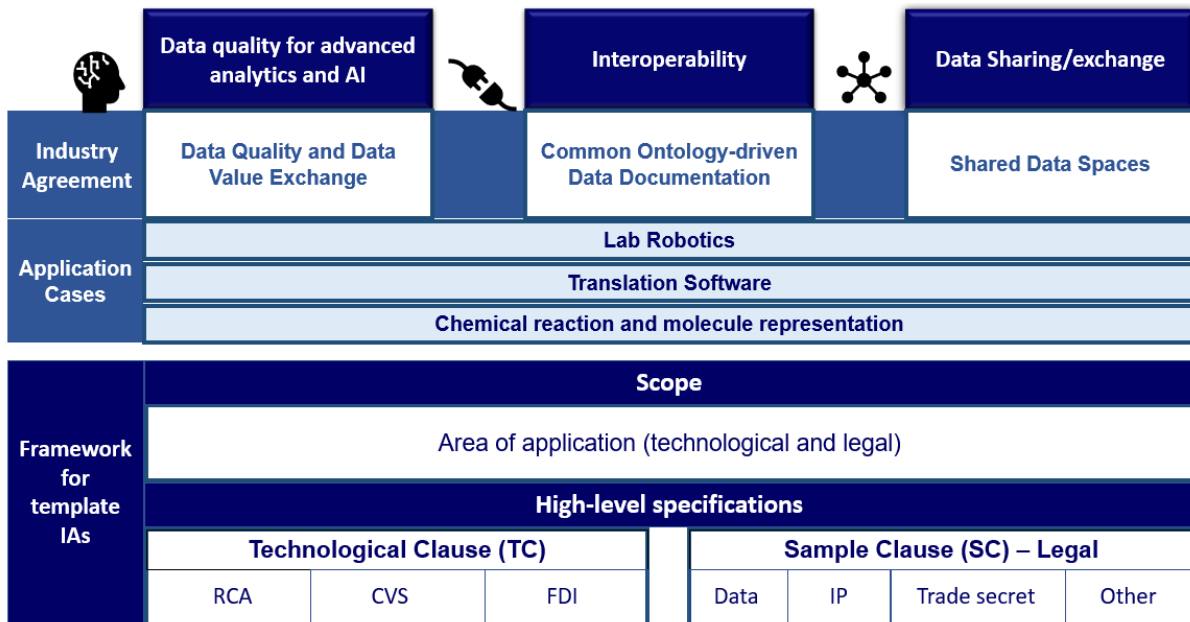 Data quality for advanced
analytics and AI
Interoperability
Data Sharing/exchange
Industry
Agreement
Data Quality and Data
Value Exchange
Common Ontology-driven
Data Documentation
Shared Data Spaces
Application
Cases
Lab Robotics
Translation Software
Chemical reaction and molecule representation
Framework
for
template
IAs
Scope
Area of application (technological and legal)
High-level specifications
Technological Clause (TC)
Sample Clause (SC) – Legal
RCA
CVS
FDI
Data
IP
Trade secret
Other